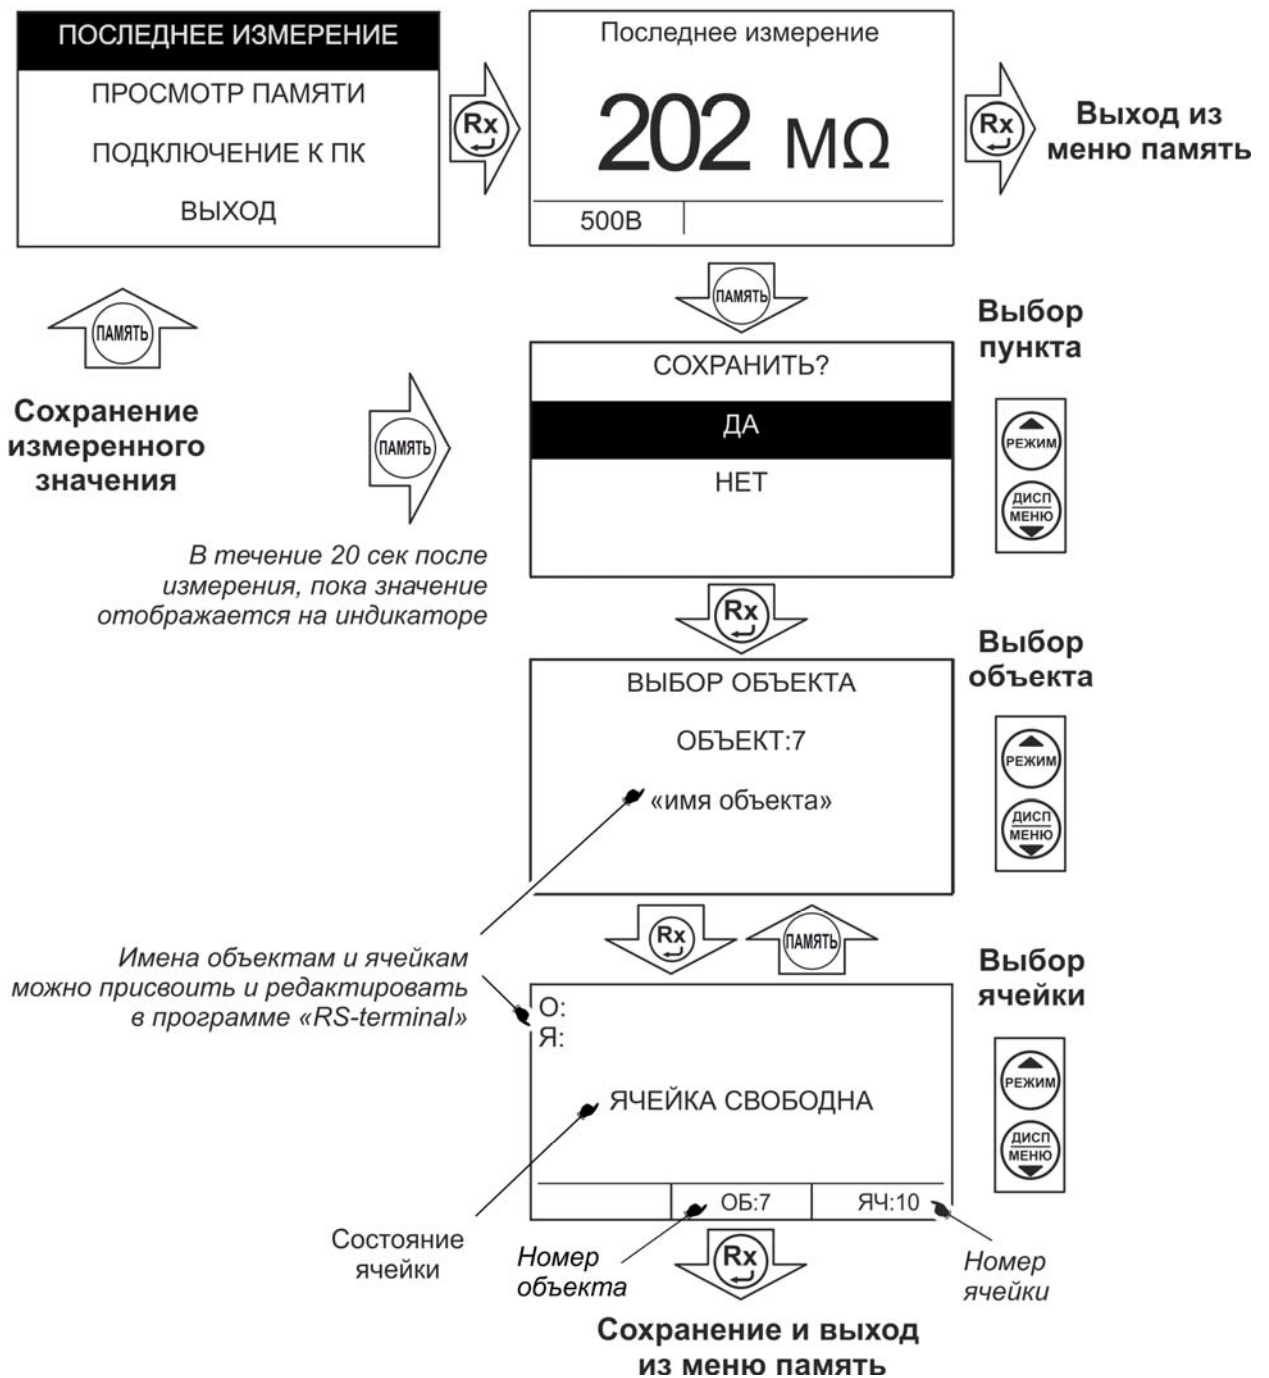 ПОСЛЕДНЕЕ ИЗМЕРЕНИЕ
ПРОСМОТР ПАМЯТИ
ПОДКЛЮЧЕНИЕ К ПК
ВЫХОД
Rx
Последнее измерение
202 МΩ
500В
Rx
Выход из
меню память
ПАМЯТЬ
Сохранение
измеренного
значения
ПАМЯТЬ
ПАМЯТЬ
В течение 20 сек после
измерения, пока значение
отображается на индикаторе
СОХРАНИТЬ?
ДА
НЕТ
Выбор
пункта
РЕЖИМ
ДИСП
МЕНЮ
Rx
ВЫБОР ОБЪЕКТА
ОБЪЕКТ:7
«имя объекта»
Выбор
объекта
РЕЖИМ
ДИСП
МЕНЮ
Rx
ПАМЯТЬ
Имена объектам и ячейкам
можно присвоить и редактировать
в программе «RS-terminal»
О:
Я:
ЯЧЕЙКА СВОБОДНА
ОБ:7
ЯЧ:10
Выбор
ячейки
РЕЖИМ
ДИСП
МЕНЮ
Состояние
ячейки
Номер
объекта
Rx
Номер
ячейки
Сохранение и выход
из меню память